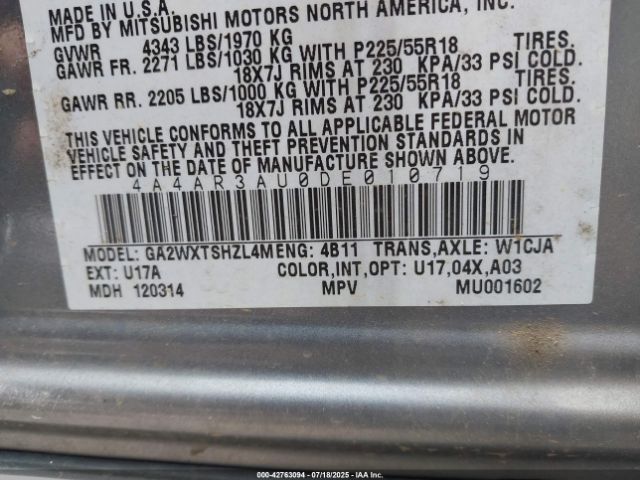 MADE IN U.S.A.
MFD BY MITSUBISHI MOTORS NORTH AMERICA, INC.
GVWR 4343 LBS/1970 KG
GAWR FR. 2271 LBS/1030 KG WITH P225/55R18 TIRES.
18X7J RIMS AT 230 KPA/33 PSI COLD.
GAWR RR. 2205 LBS/1000 KG WITH P225/55R18 TIRES.
18X7J RIMS AT 230 KPA/33 PSI COLD.
THIS VEHICLE CONFORMS TO ALL APPLICABLE FEDERAL MOTOR
VEHICLE SAFETY AND THEFT PREVENTION STANDARDS IN
EFFECT ON THE DATE OF MANUFACTURE SHOWN ABOVE.
4A4AR3AU0DE010719
MODEL: GA2WXTSHZL4M ENG: 4B11 TRANS,AXLE: W1CJA
EXT: U17A COLOR,INT,OPT: U17,04X,A03
MDH 120314 MPV MU001602
000-42763094 | 07/18/2025 | IAA, Inc.